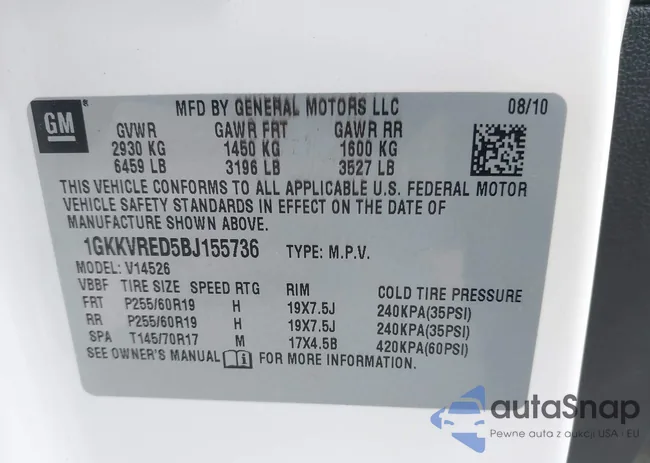 GM ® MFD BY GENERAL MOTORS LLC 08/10
GVWR GAWR FRT GAWR RR
2930 KG 1450 KG 1600 KG
6459 LB 3196 LB 3527 LB
THIS VEHICLE CONFORMS TO ALL APPLICABLE U.S. FEDERAL MOTOR
VEHICLE SAFETY STANDARDS IN EFFECT ON THE DATE OF
MANUFACTURE SHOWN ABOVE.
1GKKVRED5BJ155736 TYPE: M.P.V.
MODEL: V14526
VBBF TIRE SIZE SPEED RTG RIM COLD TIRE PRESSURE
FRT P255/60R19 H 19X7.5J 240KPA(35PSI)
RR P255/60R19 H 19X7.5J 240KPA(35PSI)
SPA T145/70R17 M 17X4.5B 420KPA(60PSI)
SEE OWNER'S MANUAL i FOR MORE INFORMATION.
autaSnap
Pewne auta z aukcji USA i EU